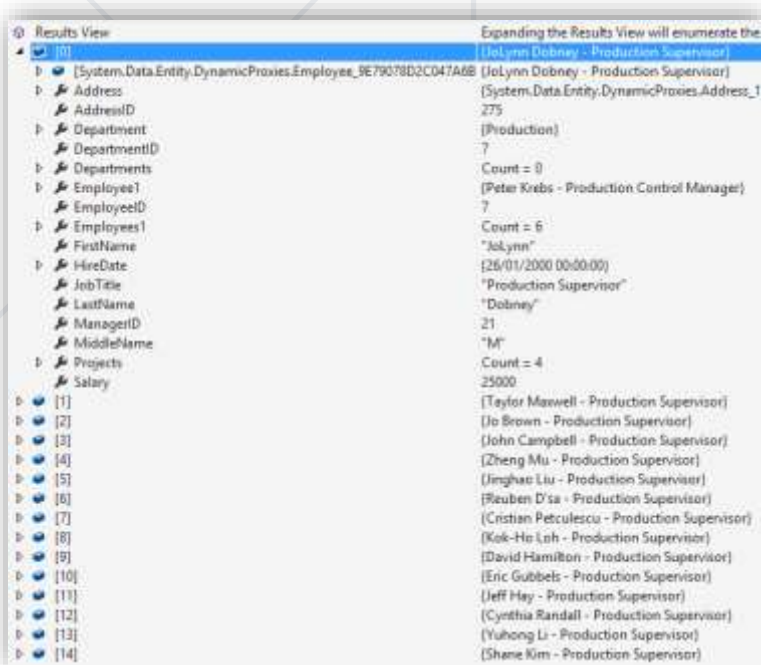 Results View Expanding the Results View will enumerate the
[0] {JoLynn Dobney - Production Supervisor}
[System.Data.Entity.DynamicProxies.Employee_9E79078D2C047A6B {JoLynn Dobney - Production Supervisor}
Address {System.Data.Entity.DynamicProxies.Address_1
AddressID 275
Department {Production}
DepartmentID 7
Departments Count = 0
Employee1 {Peter Krebs - Production Control Manager}
EmployeeID 7
Employees1 Count = 6
FirstName "JoLynn"
HireDate {26/01/2000 00:00:00}
JobTitle "Production Supervisor"
LastName "Dobney"
ManagerID 21
MiddleName "M"
Projects Count = 4
Salary 25000
[1] {Taylor Maxwell - Production Supervisor}
[2] {Jo Brown - Production Supervisor}
[3] {John Campbell - Production Supervisor}
[4] {Zheng Mu - Production Supervisor}
[5] {Jinghao Liu - Production Supervisor}
[6] {Reuben D'sa - Production Supervisor}
[7] {Cristian Petculescu - Production Supervisor}
[8] {Kok-Ho Loh - Production Supervisor}
[9] {David Hamilton - Production Supervisor}
[10] {Eric Gubbels - Production Supervisor}
[11] {Jeff Hay - Production Supervisor}
[12] {Cynthia Randall - Production Supervisor}
[13] {Yuhong Li - Production Supervisor}
[14] {Shane Kim - Production Supervisor}